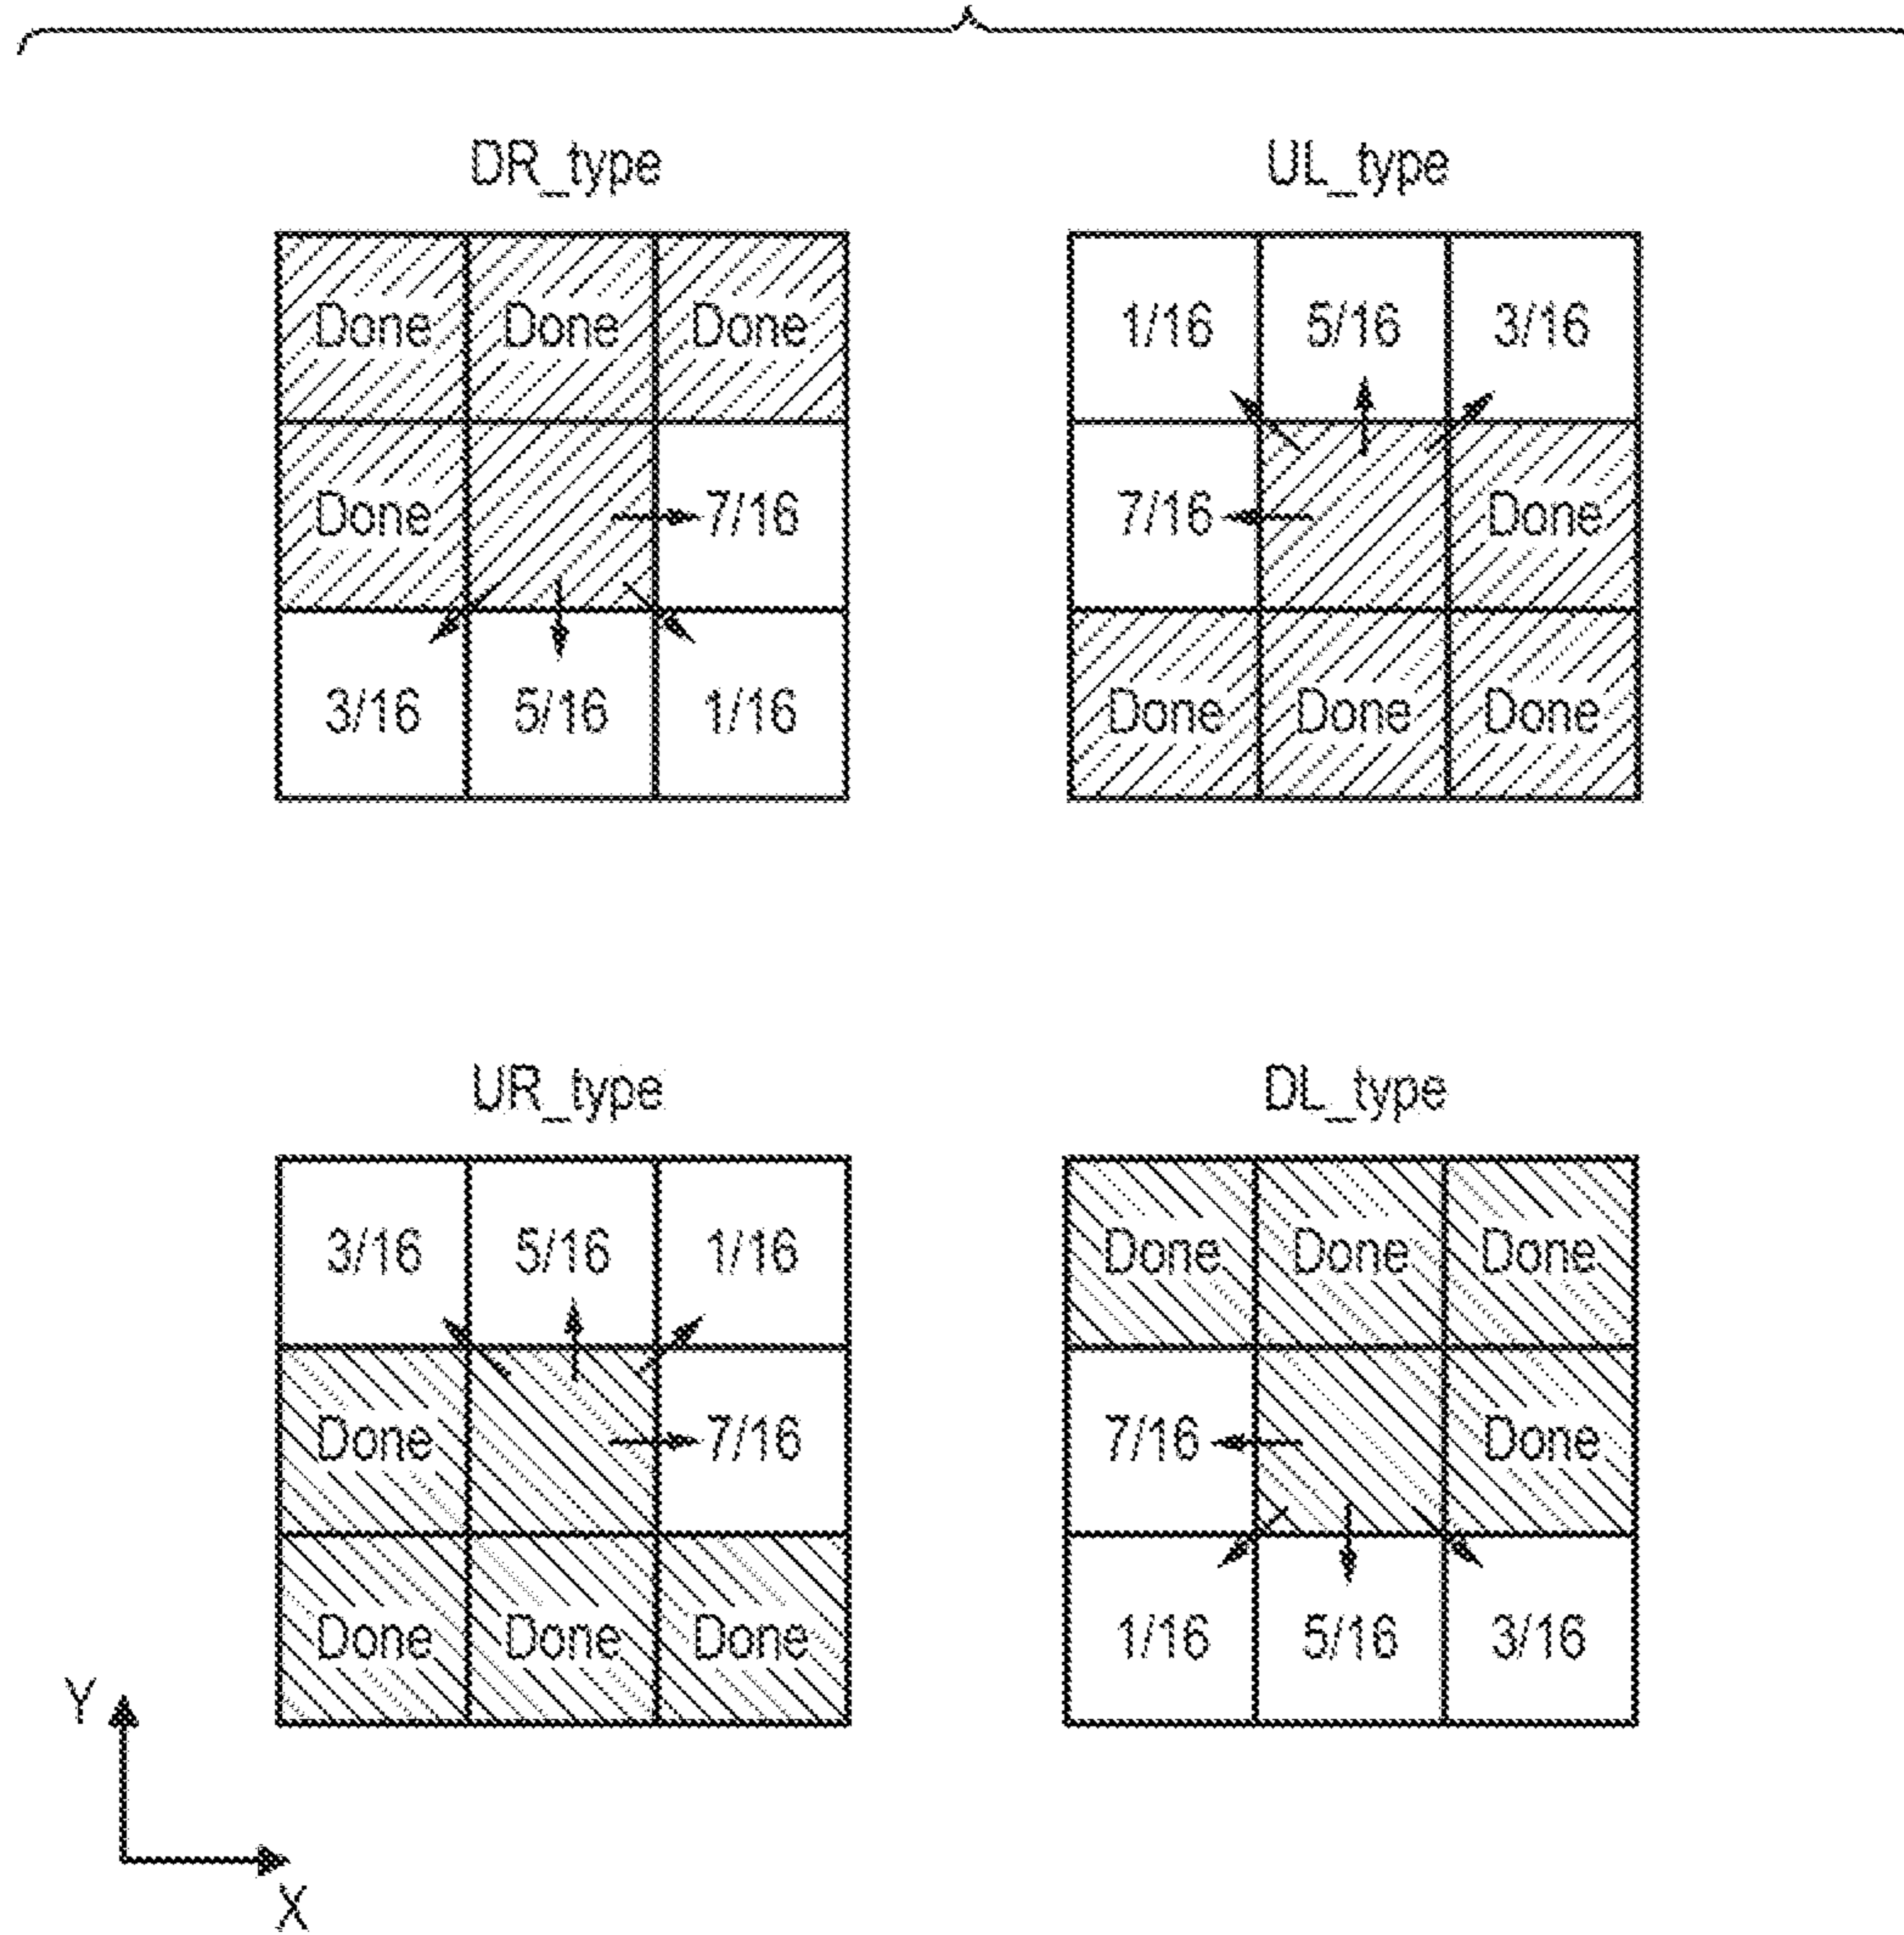 DR_type UL_type
Done Done Done 1/16 5/16 3/16
Done 7/16 7/16 Done
3/16 5/16 1/16 Done Done Done
UR_type DL_type
3/16 5/16 1/16 Done Done Done
Done 7/16 7/16 Done
Done Done Done 1/16 5/16 3/16
Y
X